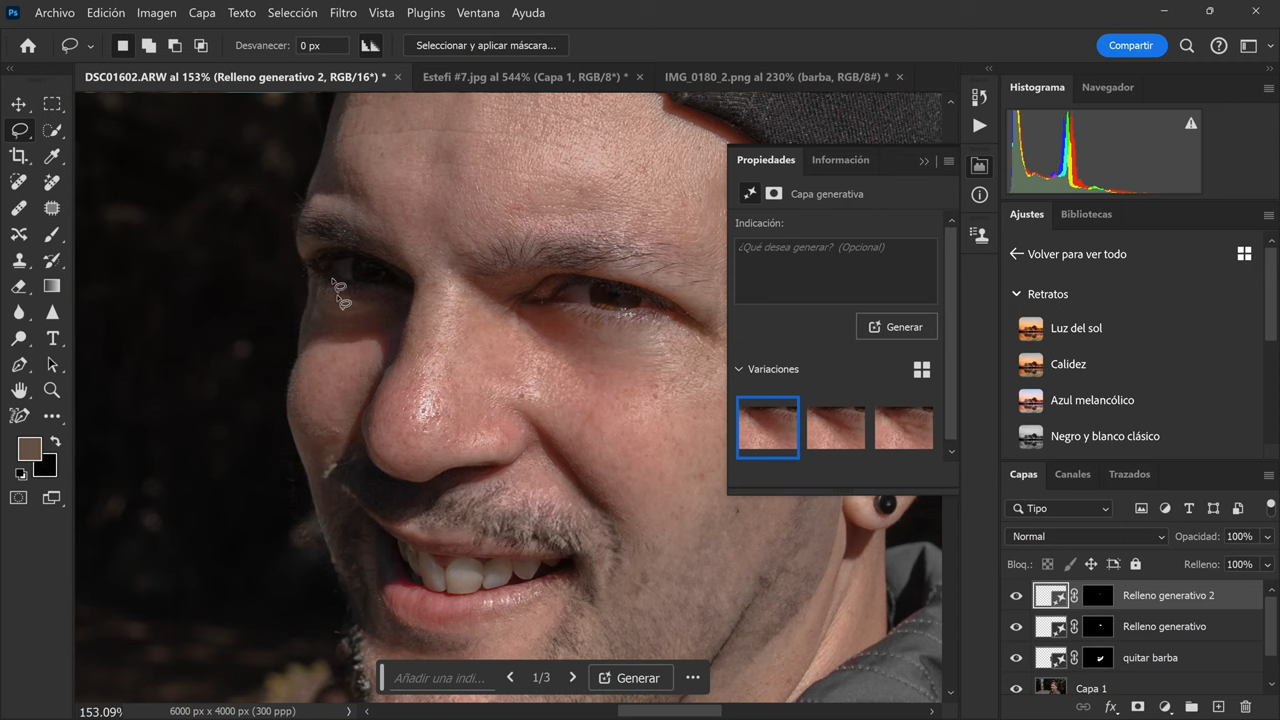 Ps Archivo Edición Imagen Capa Texto Selección Filtro Vista Plugins Ventana Ayuda
Desvanecer: 0 px Seleccionar y aplicar máscara... Compartir
DSC01602.ARW al 153% (Relleno generativo 2, RGB/16*) * Estefi #7.jpg al 544% (Capa 1, RGB/8*) * IMG_0180_2.png al 230% (barba, RGB/8#) *
Histograma Navegador
Propiedades Información
Capa generativa
Indicación:
¿Qué desea generar? (Opcional)
Generar
Variaciones
Ajustes Bibliotecas
Volver para ver todo
Retratos
Luz del sol
Calidez
Azul melancólico
Negro y blanco clásico
Capas Canales Trazados
Tipo
Normal Opacidad: 100%
Bloq.: Relleno: 100%
Relleno generativo 2
Relleno generativo
quitar barba
Capa 1
Añadir una indi... 1/3 Generar
153.09% 6000 px x 4000 px (300 ppp)